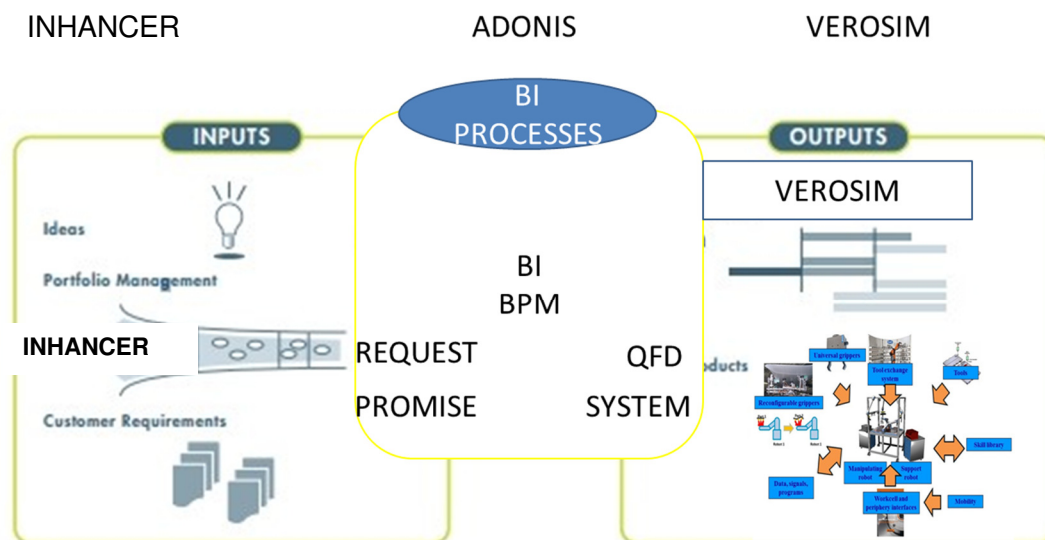 INHANCER
ADONIS
VEROSIM
BI
PROCESSES
INPUTS
OUTPUTS
VEROSIM
Ideas
Portfolio Management
BI
BPM
INHANCER
REQUEST
QFD
PROMISE
SYSTEM
Customer Requirements
oducts
Universal grippers
Tool exchange
system
Tools
Reconfigurable grippers
Skill library
Manipulating
robot
Support
robot
Data, signals,
programs
Workcell and
periphery interfaces
Mobility